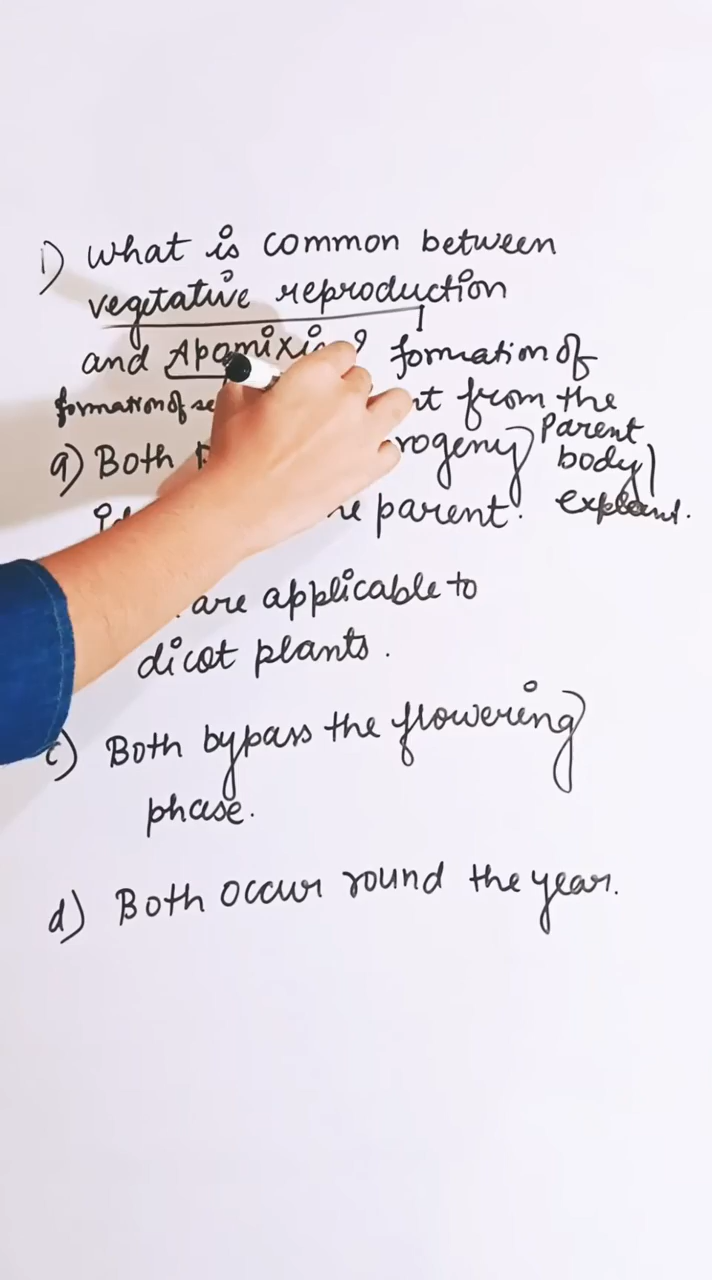 1) what is common between
vegetative reproduction
and Apomixis? formation of
formation of from the
a) Both rogeny parent
body/
parent. explant.
are applicable to
dicot plants.
c) Both bypass the flowering
phase.
d) Both occur round the year.